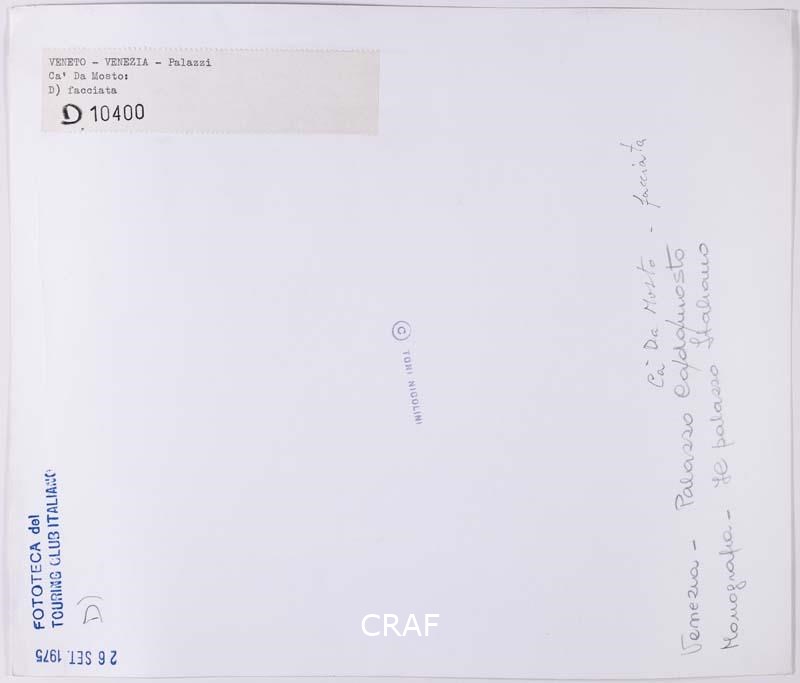 VENETO - VENEZIA - Palazzi
Ca' Da Mosto:
D) facciata
D 10400
Ca' Da Mosto - facciata
Venezia - Palazzo Cadamosto
Monografia - Il palazzo Italiano
© TONI NICOLINI
FOTOTECA del
TOURING CLUB ITALIANO
D)
26 SET. 1975
CRAF